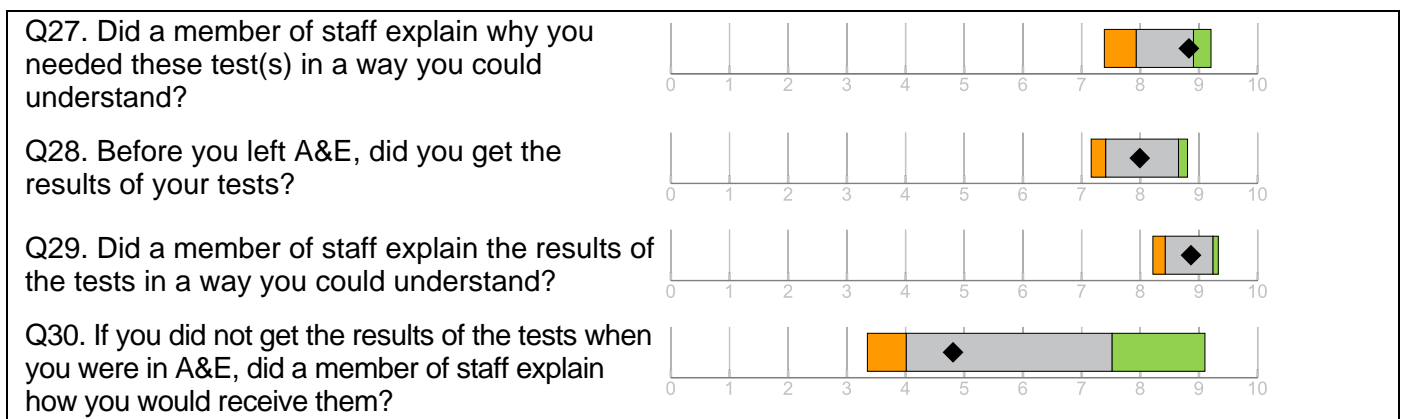 Q27. Did a member of staff explain why you
needed these test(s) in a way you could
understand?
0 1 2 3 4 5 6 7 8 9 10
Q28. Before you left A&E, did you get the
results of your tests?
0 1 2 3 4 5 6 7 8 9 10
Q29. Did a member of staff explain the results of
the tests in a way you could understand?
0 1 2 3 4 5 6 7 8 9 10
Q30. If you did not get the results of the tests when
you were in A&E, did a member of staff explain
how you would receive them?
0 1 2 3 4 5 6 7 8 9 10